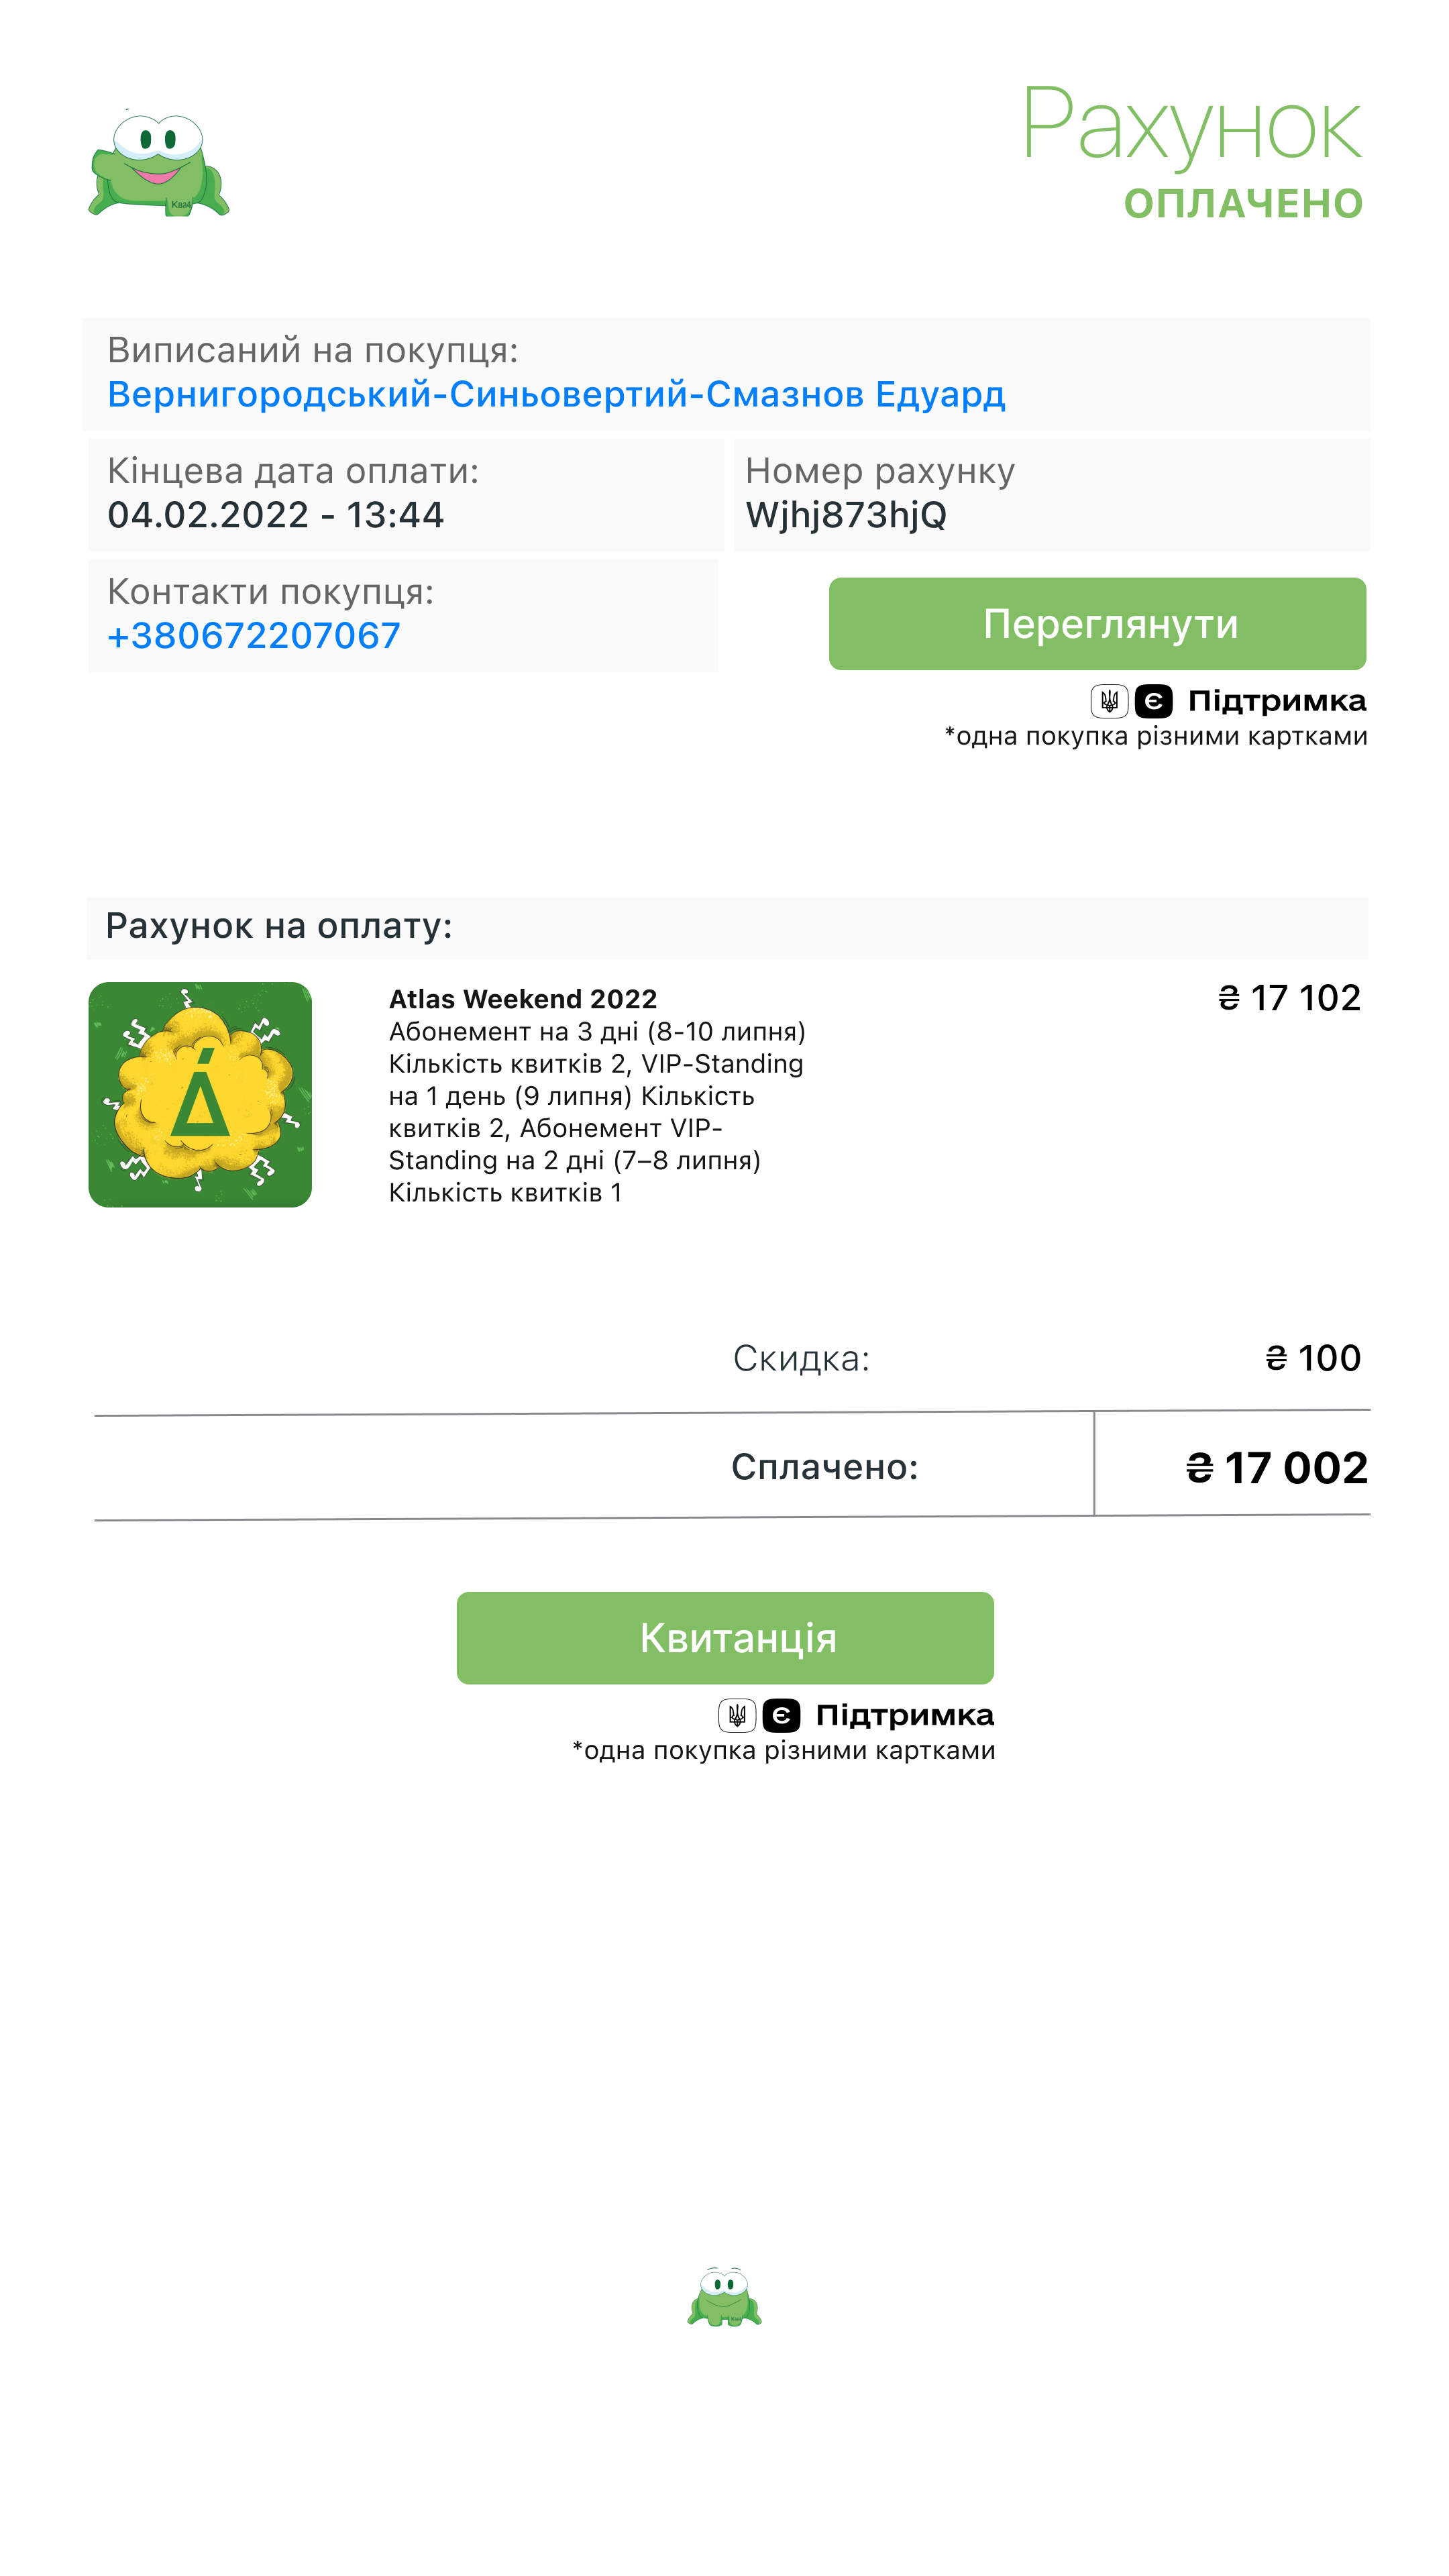 Рахунок
ОПЛАЧЕНО
Виписаний на покупця:
Вернигородський-Синьовертий-Смазнов Едуард
Кінцева дата оплати:
04.02.2022 - 13:44
Номер рахунку
Wjhj873hjQ
Контакти покупця:
+380672207067
Переглянути
є Підтримка
*одна покупка різними картками
Рахунок на оплату:
Atlas Weekend 2022
₴ 17 102
Абонемент на 3 дні (8-10 липня)
Кількість квитків 2, VIP-Standing
на 1 день (9 липня) Кількість
квитків 2, Абонемент VIP-
Standing на 2 дні (7–8 липня)
Кількість квитків 1
Скидка:
₴ 100
Сплачено:
₴ 17 002
Квитанція
є Підтримка
*одна покупка різними картками